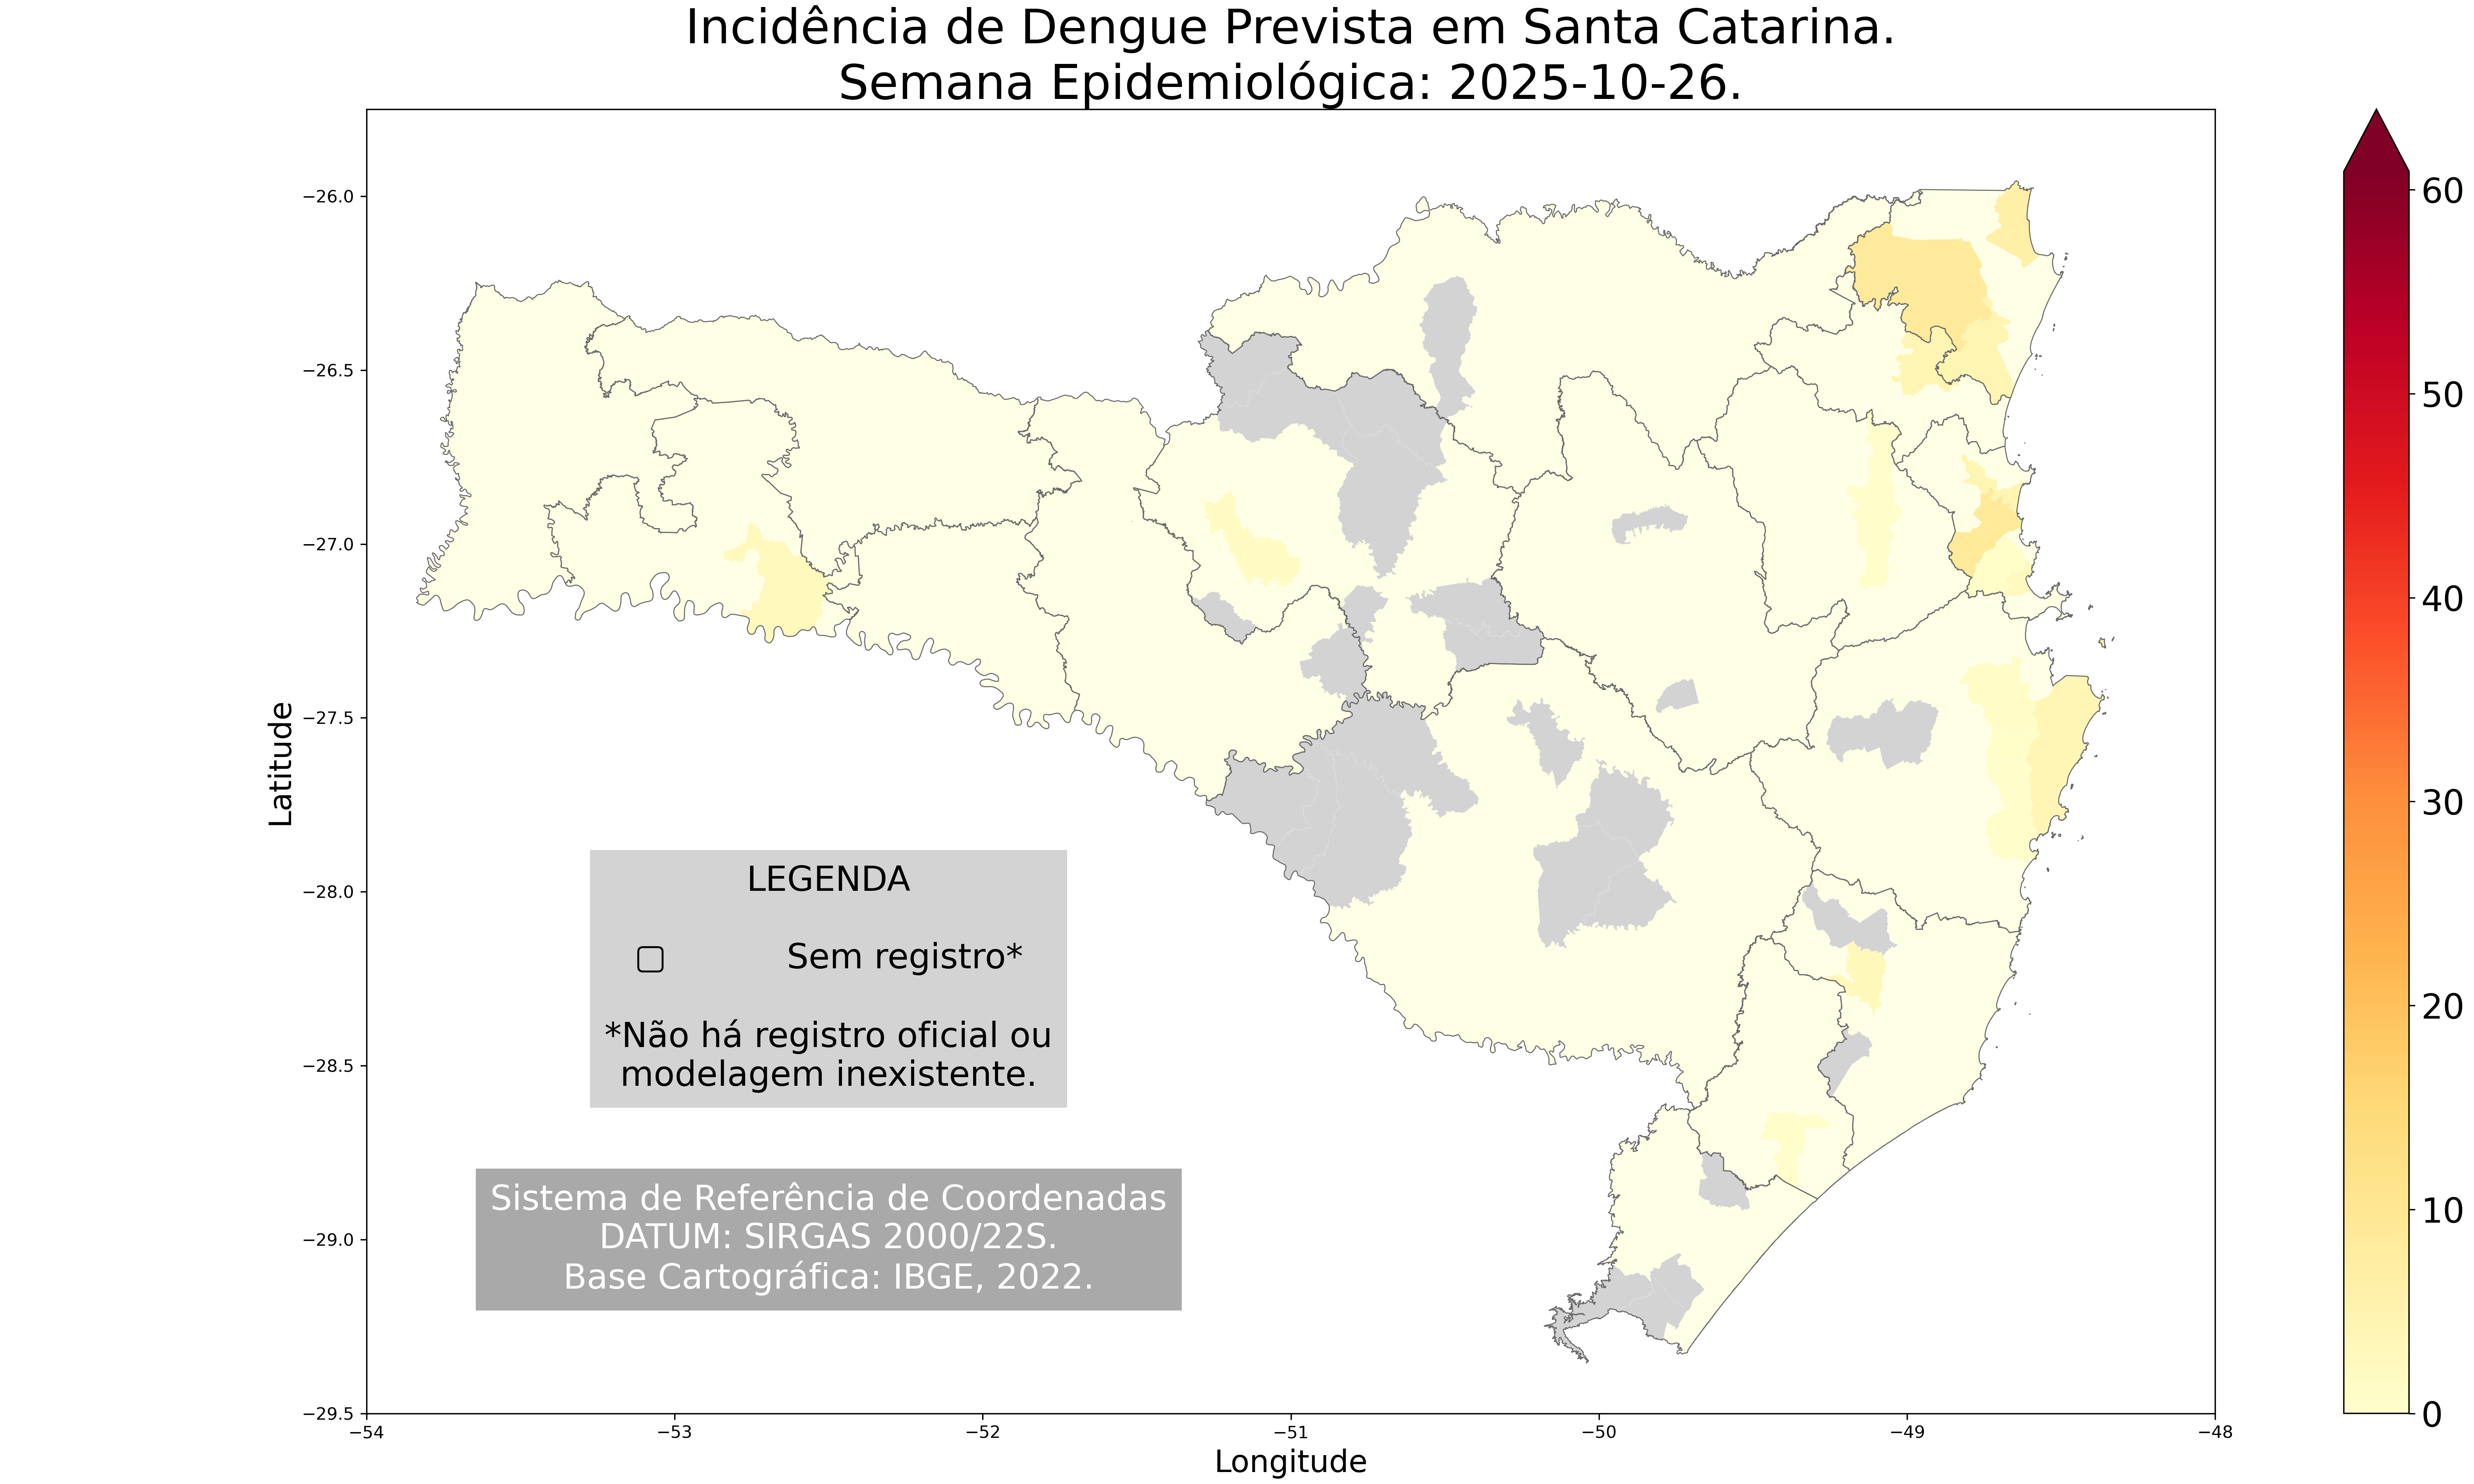 Incidência de Dengue Prevista em Santa Catarina.
Semana Epidemiológica: 2025-10-26.
−26.0
−26.5
−27.0
−27.5
−28.0
−28.5
−29.0
−29.5
Latitude
−54
−53
−52
−51
−50
−49
−48
Longitude
LEGENDA
Sem registro*
*Não há registro oficial ou
modelagem inexistente.
Sistema de Referência de Coordenadas
DATUM: SIRGAS 2000/22S.
Base Cartográfica: IBGE, 2022.
60
50
40
30
20
10
0